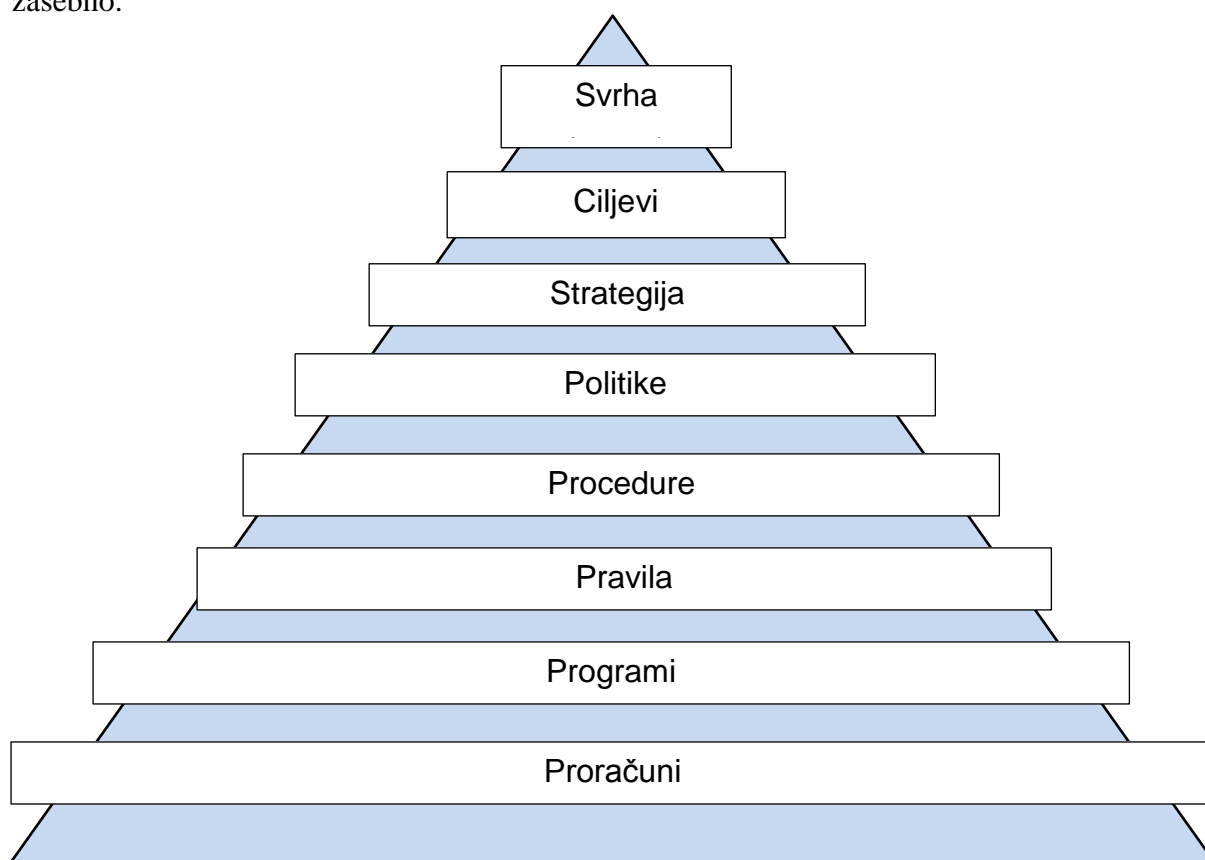 zasebno.
Svrha
Ciljevi
Strategija
Politike
Procedure
Pravila
Programi
Proračuni